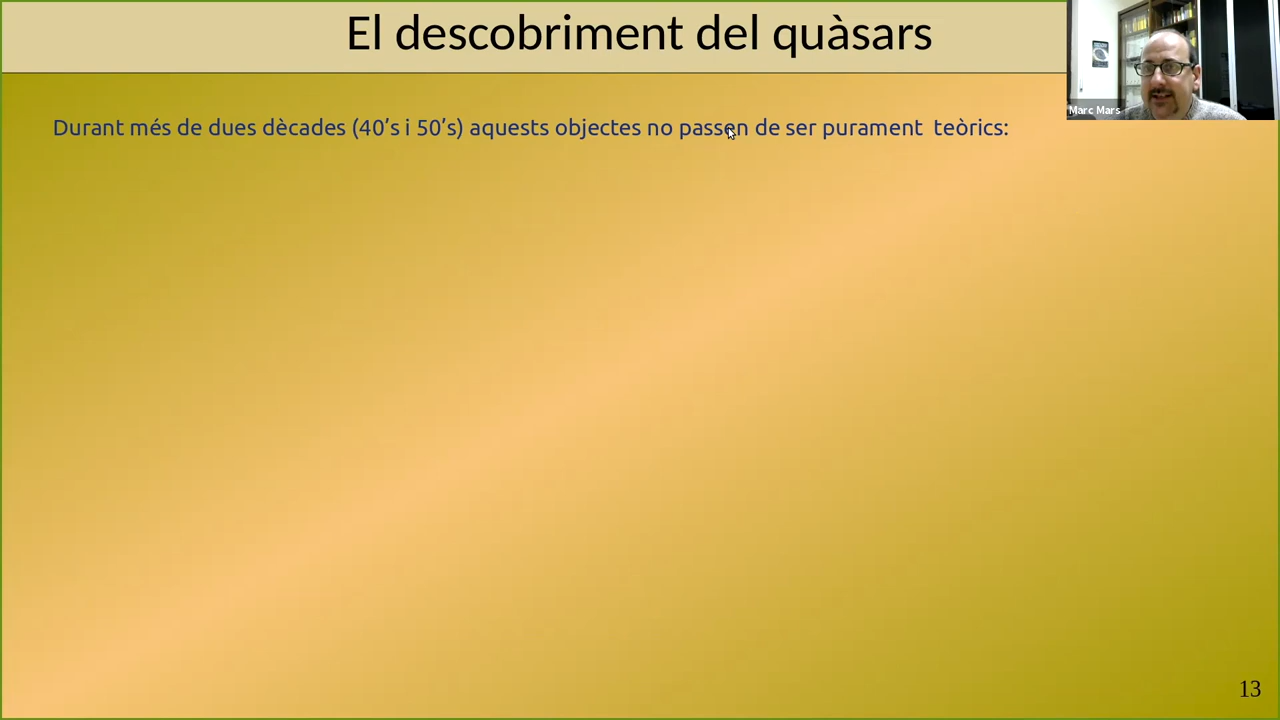 El descobriment del quàsars
Marc Mars
Durant més de dues dècades (40’s i 50’s) aquests objectes no passen de ser purament  teòrics:
13